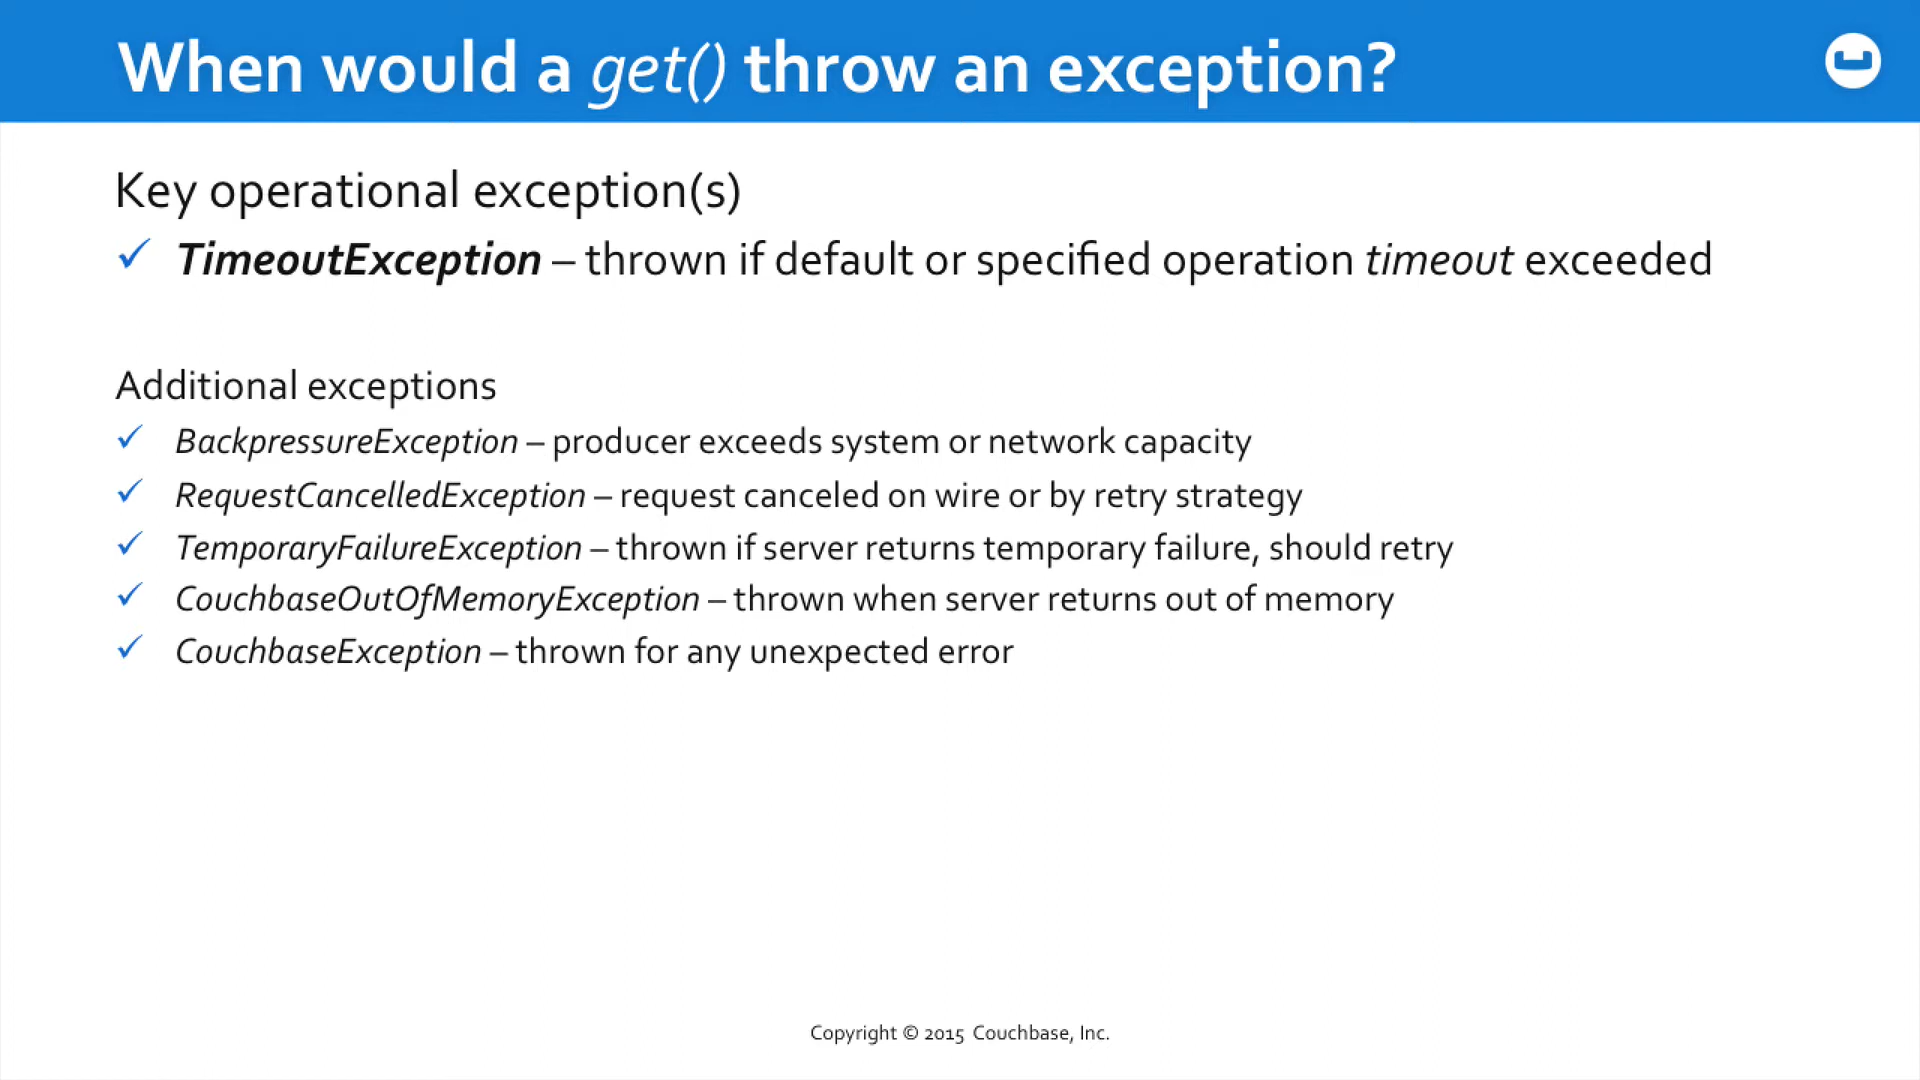 When would a get() throw an exception?
Key operational exception(s)
TimeoutException – thrown if default or specified operation timeout exceeded
Additional exceptions
BackpressureException – producer exceeds system or network capacity
RequestCancelledException – request canceled on wire or by retry strategy
TemporaryFailureException – thrown if server returns temporary failure, should retry
CouchbaseOutOfMemoryException – thrown when server returns out of memory
CouchbaseException – thrown for any unexpected error
Copyright © 2015 Couchbase, Inc.